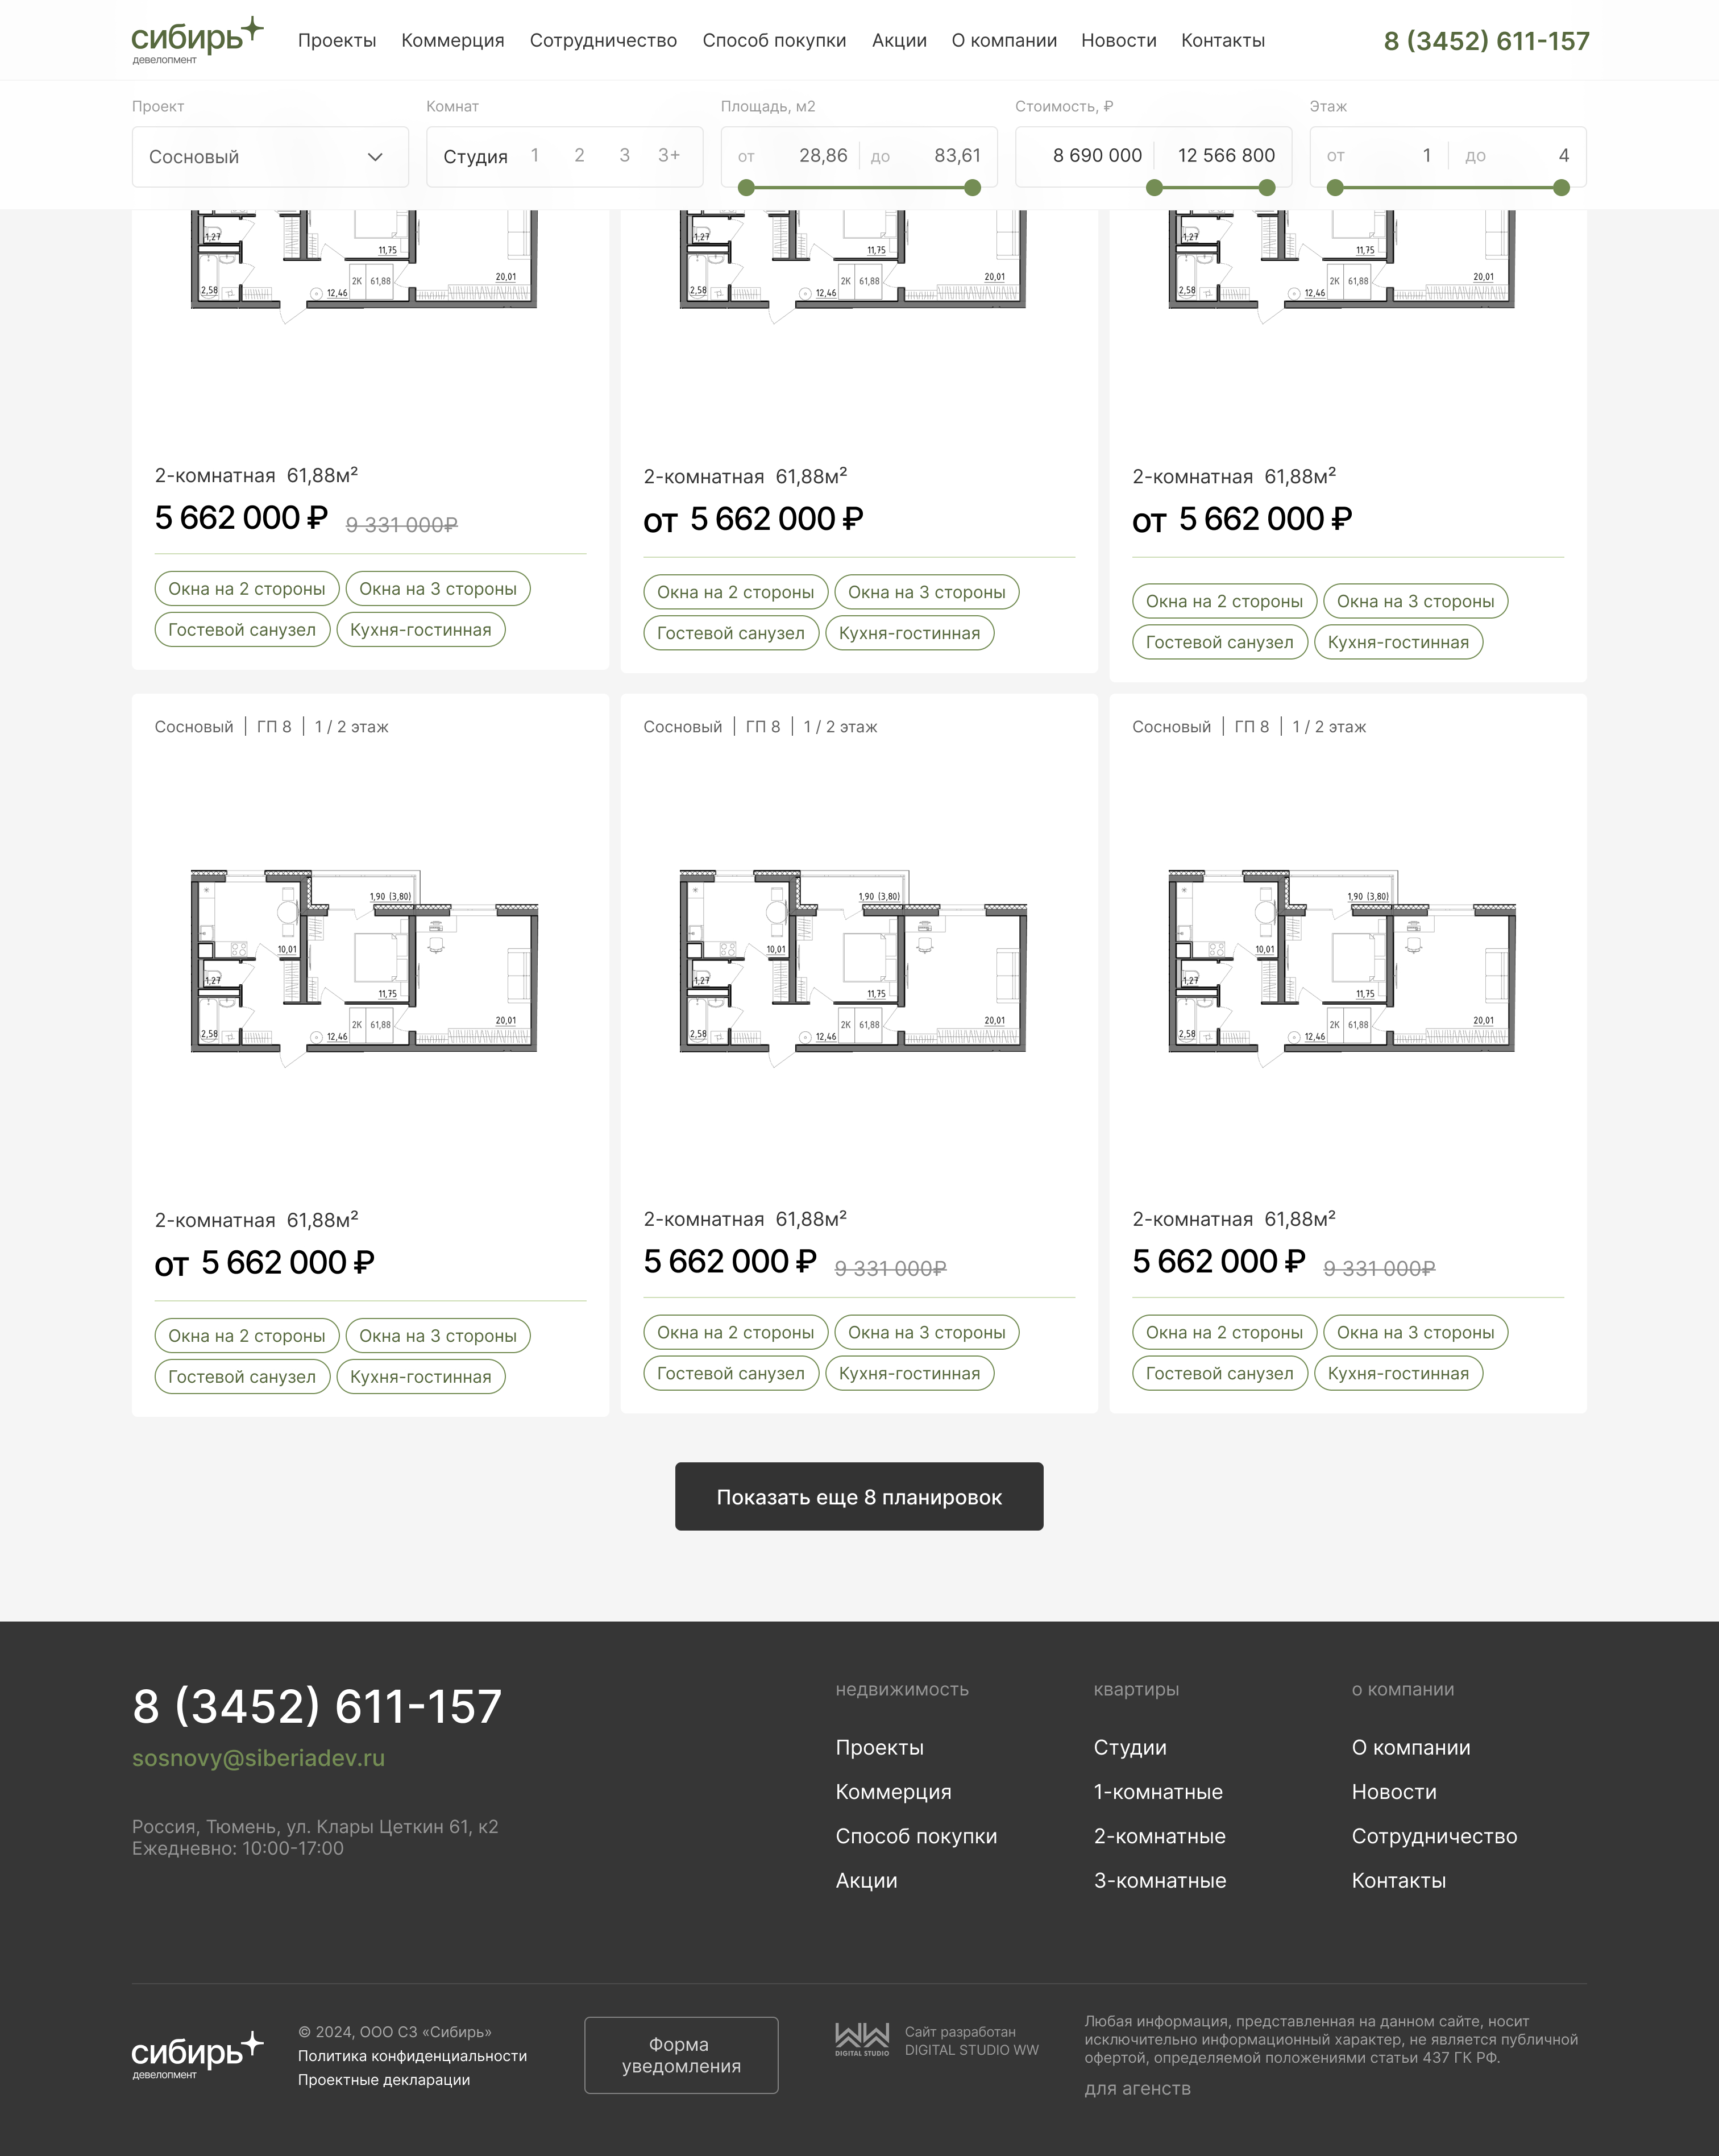 сибирь
девелопмент
Проекты Коммерция Сотрудничество Способ покупки Акции О компании Новости Контакты 8 (3452) 611-157
Проект Комнат Площадь, м2 Стоимость, ₽ Этаж
Сосновый Студия 1 2 3 3+ от 28,86 до 83,61 8 690 000 12 566 800 от 1 до 4
1,27 1,27 1,27
11,75 11,75 11,75
2К 61,88 20,01 2К 61,88 20,01 2К 61,88 20,01
2,58 12,46 2,58 12,46 2,58 12,46
2-комнатная 61,88м² 2-комнатная 61,88м² 2-комнатная 61,88м²
5 662 000 ₽ 9 331 000₽ от 5 662 000 ₽ от 5 662 000 ₽
Окна на 2 стороны Окна на 3 стороны Окна на 2 стороны Окна на 3 стороны Окна на 2 стороны Окна на 3 стороны
Гостевой санузел Кухня-гостинная Гостевой санузел Кухня-гостинная Гостевой санузел Кухня-гостинная
Сосновый ГП 8 1 / 2 этаж Сосновый ГП 8 1 / 2 этаж Сосновый ГП 8 1 / 2 этаж
1,90 (3,80) 1,90 (3,80) 1,90 (3,80)
10,01 10,01 10,01
1,27 1,27 1,27
11,75 11,75 11,75
2К 61,88 20,01 2К 61,88 20,01 2К 61,88 20,01
2,58 12,46 2,58 12,46 2,58 12,46
2-комнатная 61,88м² 2-комнатная 61,88м² 2-комнатная 61,88м²
от 5 662 000 ₽ 5 662 000 ₽ 9 331 000₽ 5 662 000 ₽ 9 331 000₽
Окна на 2 стороны Окна на 3 стороны Окна на 2 стороны Окна на 3 стороны Окна на 2 стороны Окна на 3 стороны
Гостевой санузел Кухня-гостинная Гостевой санузел Кухня-гостинная Гостевой санузел Кухня-гостинная
Показать еще 8 планировок
8 (3452) 611-157
sosnovy@siberiadev.ru
Россия, Тюмень, ул. Клары Цеткин 61, к2
Ежедневно: 10:00-17:00
недвижимость
Проекты
Коммерция
Способ покупки
Акции
квартиры
Студии
1-комнатные
2-комнатные
3-комнатные
о компании
О компании
Новости
Сотрудничество
Контакты
сибирь
девелопмент
© 2024, ООО СЗ «Сибирь»
Политика конфиденциальности
Проектные декларации
Форма
уведомления
WW
DIGITAL STUDIO
Сайт разработан
DIGITAL STUDIO WW
Любая информация, представленная на данном сайте, носит
исключительно информационный характер, не является публичной
офертой, определяемой положениями статьи 437 ГК РФ.
для агенств